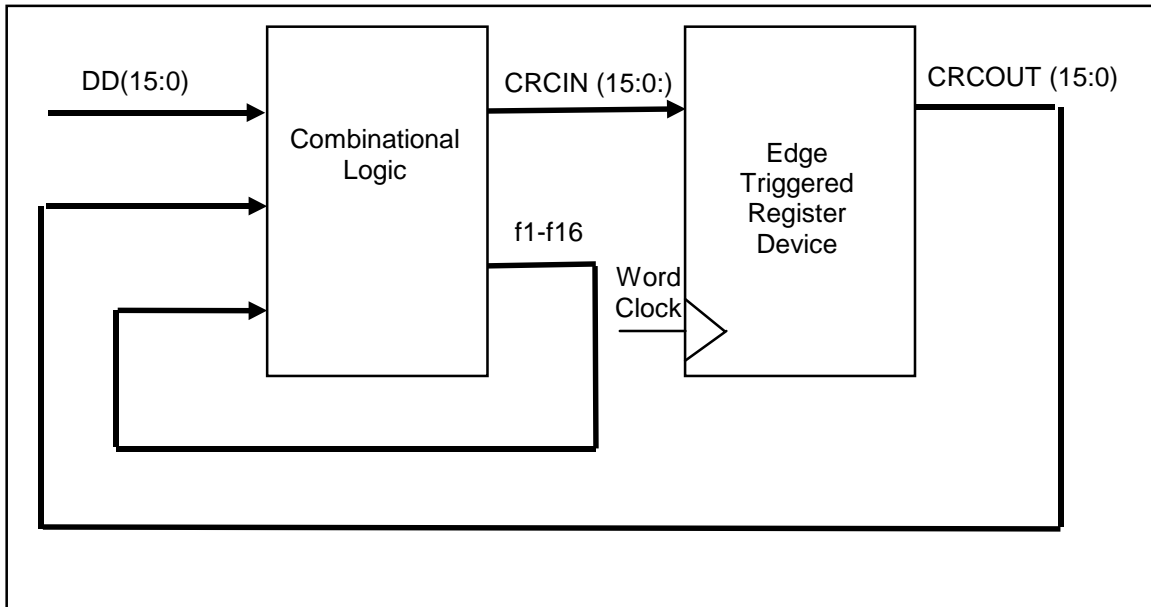 DD(15:0)
Combinational
Logic
CRCIN (15:0:)
f1-f16
Word
Clock
Edge
Triggered
Register
Device
CRCOUT (15:0)